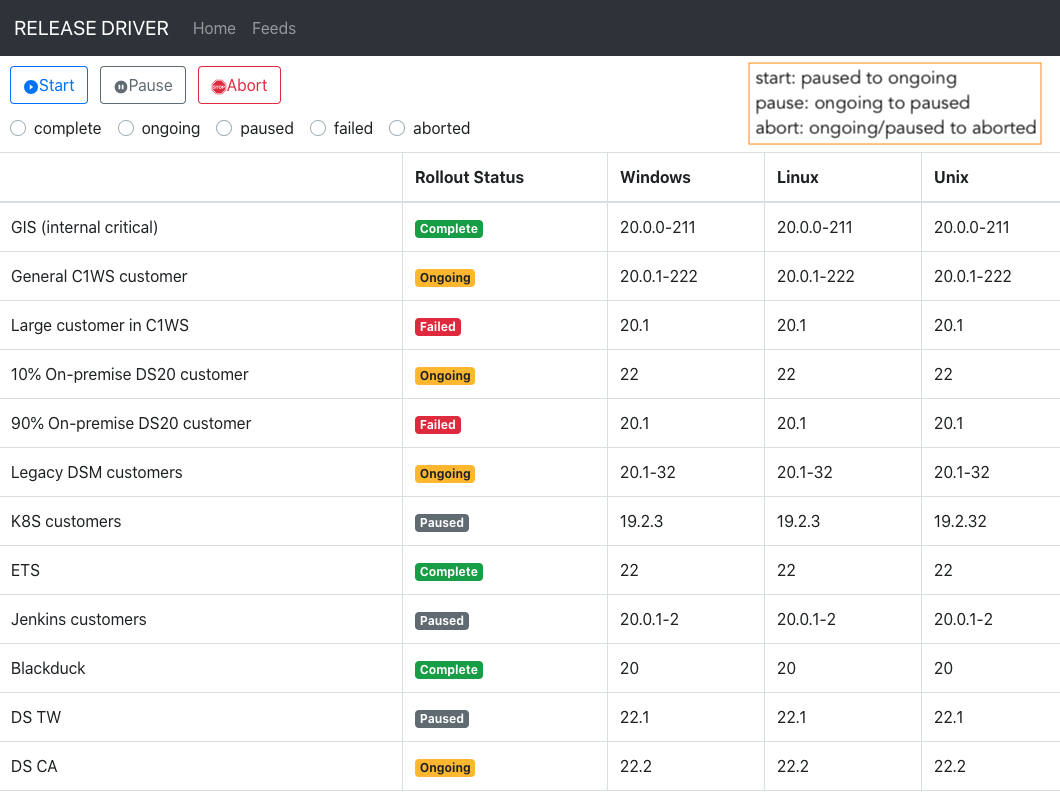 RELEASE DRIVER Home Feeds
Start Pause STOP Abort
start: paused to ongoing
pause: ongoing to paused
abort: ongoing/paused to aborted
complete ongoing paused failed aborted
Rollout Status Windows Linux Unix
GIS (internal critical) Complete 20.0.0-211 20.0.0-211 20.0.0-211
General C1WS customer Ongoing 20.0.1-222 20.0.1-222 20.0.1-222
Large customer in C1WS Failed 20.1 20.1 20.1
10% On-premise DS20 customer Ongoing 22 22 22
90% On-premise DS20 customer Failed 20.1 20.1 20.1
Legacy DSM customers Ongoing 20.1-32 20.1-32 20.1-32
K8S customers Paused 19.2.3 19.2.3 19.2.32
ETS Complete 22 22 22
Jenkins customers Paused 20.0.1-2 20.0.1-2 20.0.1-2
Blackduck Complete 20 20 20
DS TW Paused 22.1 22.1 22.1
DS CA Ongoing 22.2 22.2 22.2